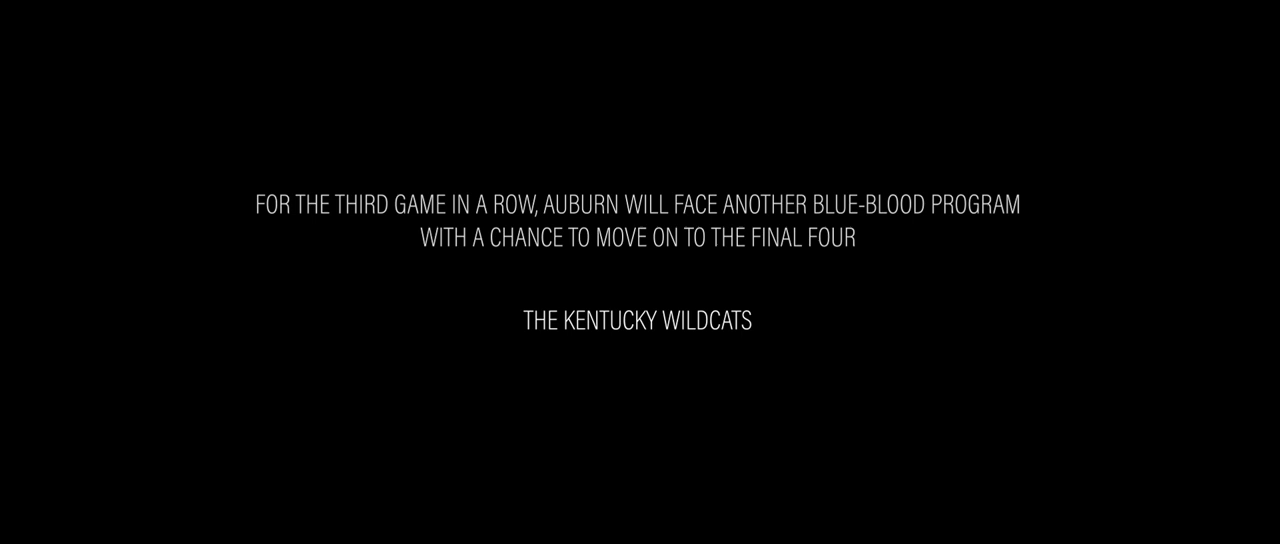 FOR THE THIRD GAME IN A ROW, AUBURN WILL FACE ANOTHER BLUE-BLOOD PROGRAM
WITH A CHANCE TO MOVE ON TO THE FINAL FOUR
THE KENTUCKY WILDCATS